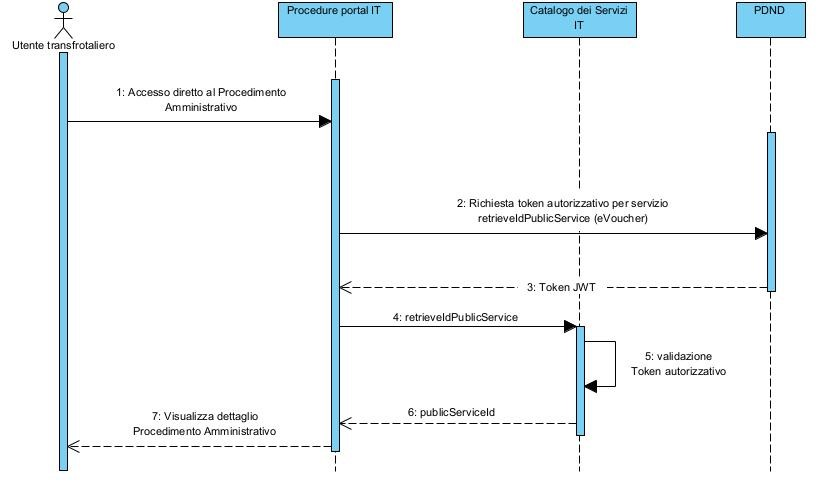 Procedure portal IT
Catalogo dei Servizi
IT
PDND
Utente transfrotaliero
1: Accesso diretto al Procedimento
Amministrativo
2: Richiesta token autorizzativo per servizio
retrieveIdPublicService (eVoucher)
3: Token JWT
4: retrieveIdPublicService
5: validazione
Token autorizzativo
6: publicServiceId
7: Visualizza dettaglio
Procedimento Amministrativo